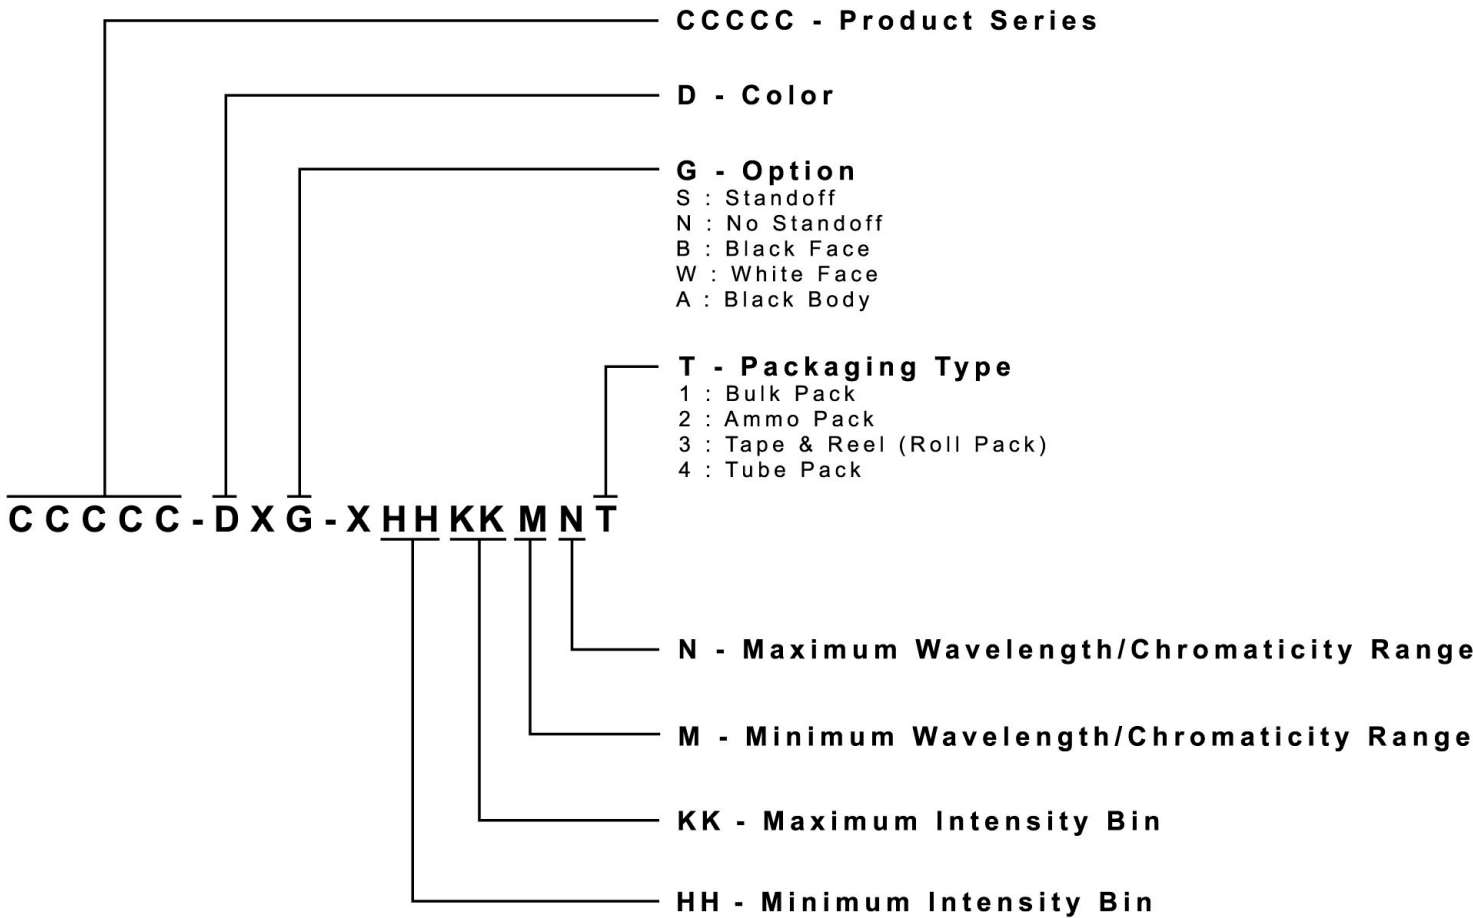 CCCCC - Product Series
D - Color
G - Option
S : Standoff
N : No Standoff
B : Black Face
W : White Face
A : Black Body
T - Packaging Type
1 : Bulk Pack
2 : Ammo Pack
3 : Tape & Reel (Roll Pack)
4 : Tube Pack
CCCCC-DXG-XHHKKMNT
N - Maximum Wavelength/Chromaticity Range
M - Minimum Wavelength/Chromaticity Range
KK - Maximum Intensity Bin
HH - Minimum Intensity Bin